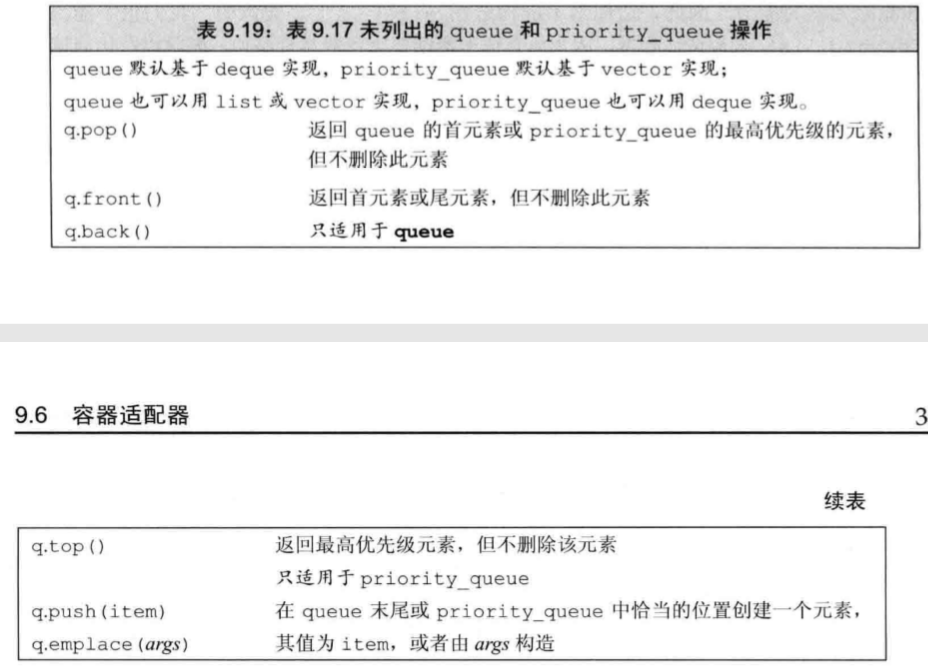 表 9.19：表 9.17 未列出的 queue 和 priority_queue 操作
queue 默认基于 deque 实现，priority_queue 默认基于 vector 实现；
queue 也可以用 list 或 vector 实现，priority_queue 也可以用 deque 实现。
q.pop() 返回 queue 的首元素或 priority_queue 的最高优先级的元素，
但不删除此元素
q.front() 返回首元素或尾元素，但不删除此元素
q.back() 只适用于 queue
9.6 容器适配器 3
续表
q.top() 返回最高优先级元素，但不删除该元素
只适用于 priority_queue
q.push(item) 在 queue 末尾或 priority_queue 中恰当的位置创建一个元素，
q.emplace(args) 其值为 item，或者由 args 构造